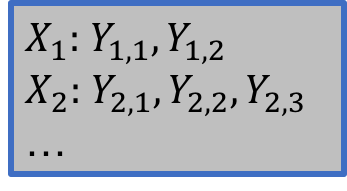 X₁: Y₁,₁, Y₁,₂
X₂: Y₂,₁, Y₂,₂, Y₂,₃
...